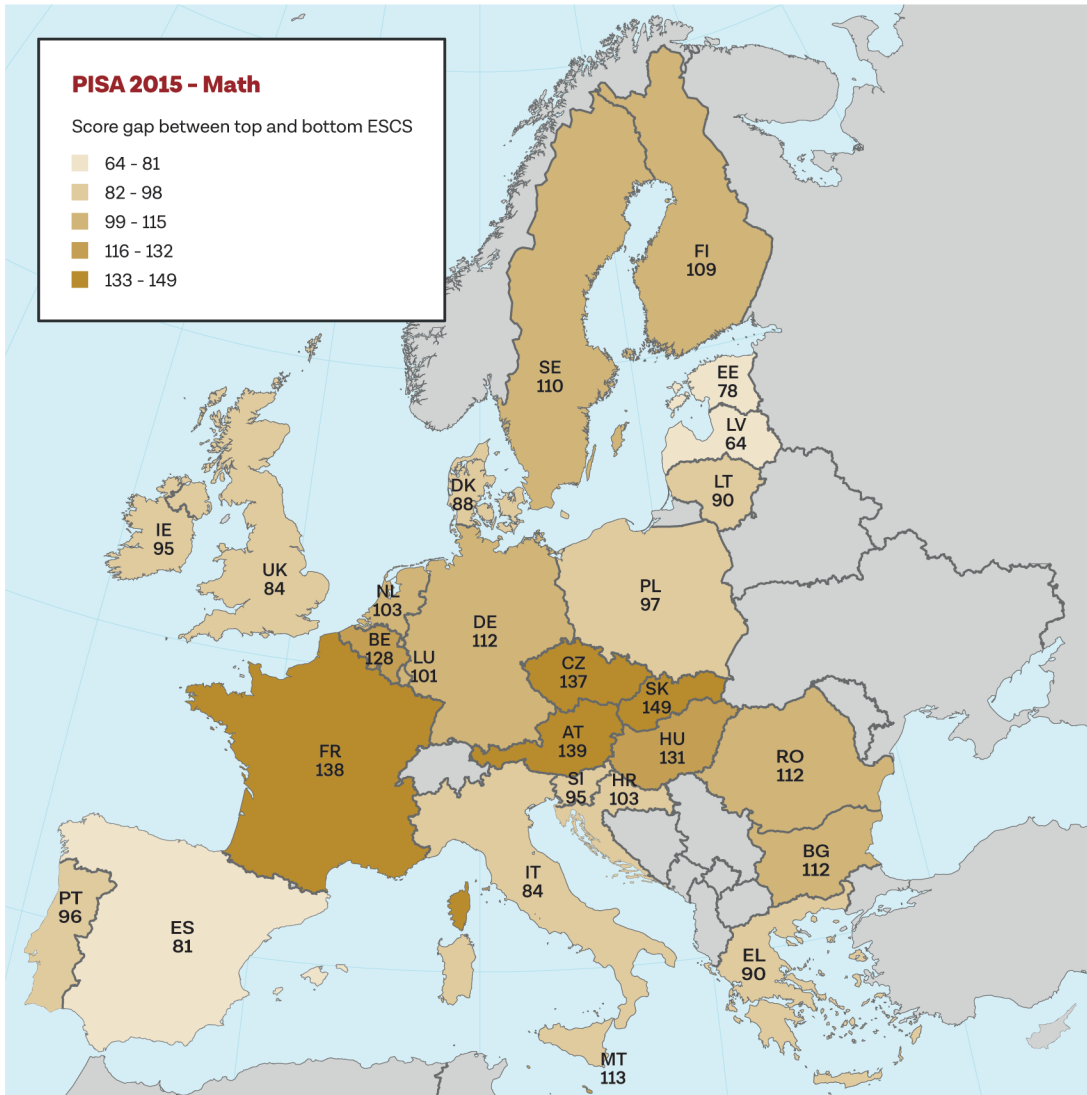 PISA 2015 – Math
Score gap between top and bottom ESCS
64 - 81
82 - 98
99 - 115
116 - 132
133 - 149
FI
109
SE
110
EE
78
LV
64
LT
90
DK
88
IE
95
UK
84
NL
103
PL
97
DE
112
BE
128
LU
101
CZ
137
SK
149
AT
139
HU
131
FR
138
RO
112
SI
95
HR
103
BG
112
IT
84
PT
96
ES
81
EL
90
MT
113